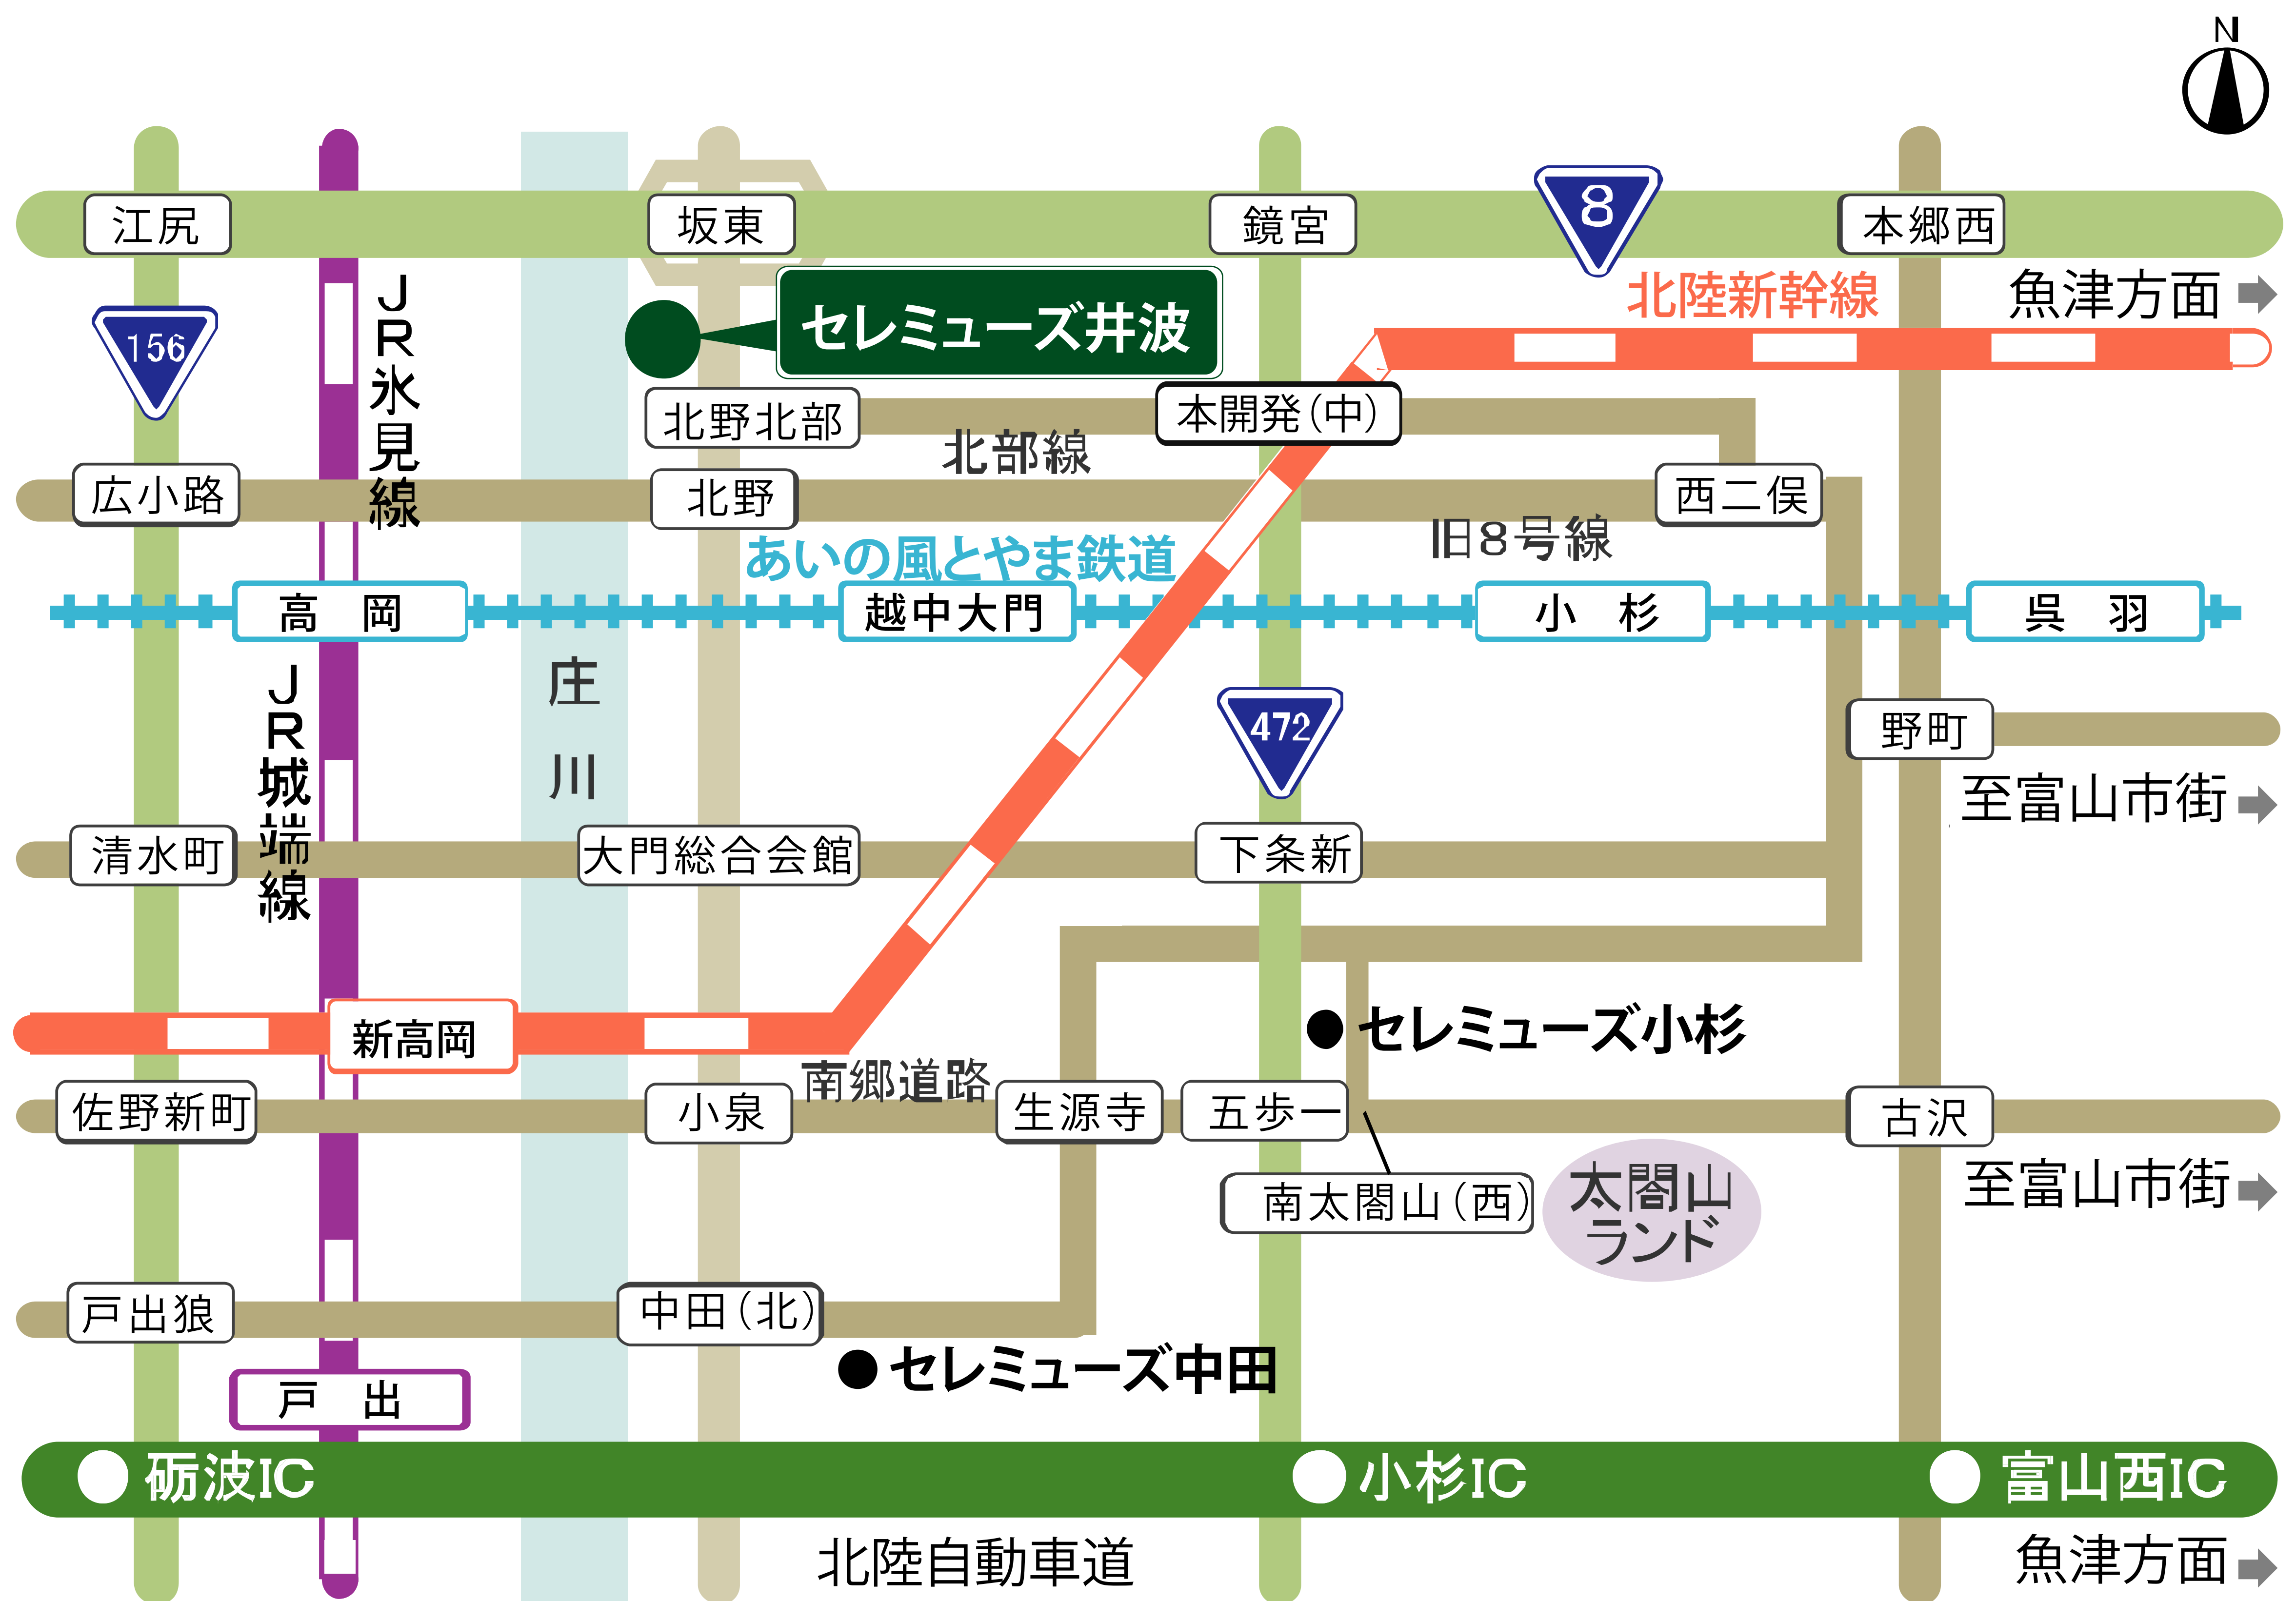 N
江尻
坂東
鏡宮
8
本郷西
北陸新幹線
魚津方面
JR氷見線
156
セレミューズ井波
北野北部
本開発(中)
北部線
広小路
北野
西二俣
旧8号線
あいの風とやま鉄道
高 岡
越中大門
小 杉
呉 羽
庄川
JR城端線
472
野町
至富山市街
清水町
大門総合会館
下条新
新高岡
セレミューズ小杉
南郷道路
佐野新町
小泉
生源寺
五歩一
古沢
南太閤山(西)
太閤山
ランド
至富山市街
戸出狼
中田(北)
セレミューズ中田
戸 出
砺波IC
小杉IC
富山西IC
北陸自動車道
魚津方面